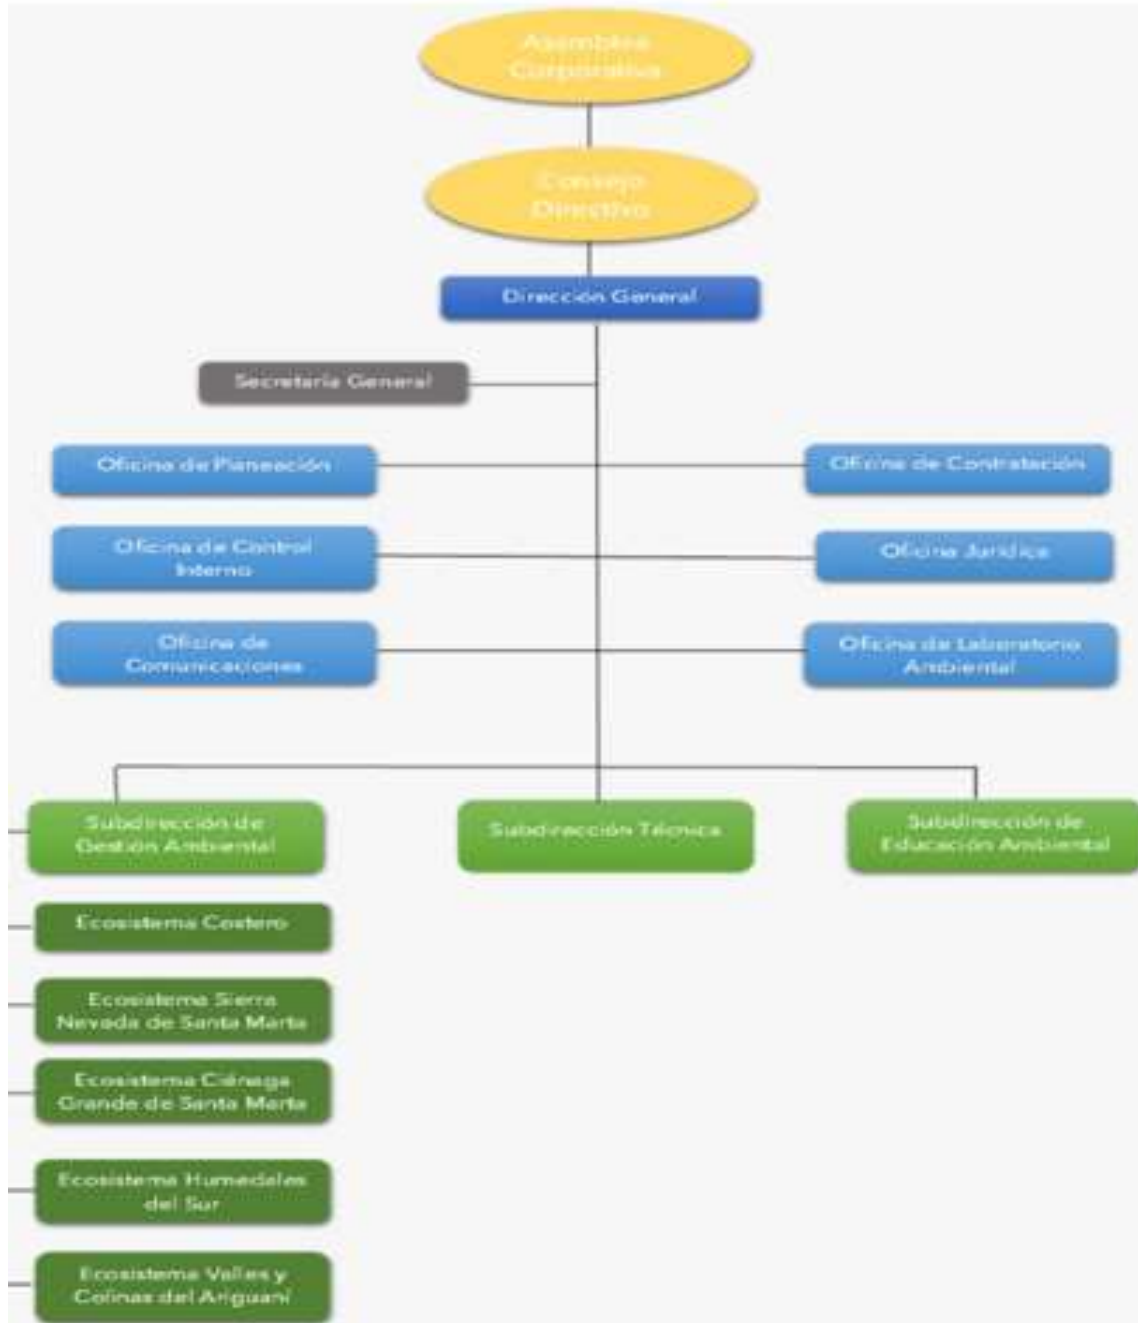 Asamblea
Corporativa
Consejo
Directivo
Dirección General
Secretaría General
Oficina de Planeación
Oficina de Contratación
Oficina de Control
Interno
Oficina Jurídica
Oficina de
Comunicaciones
Oficina de Laboratorio
Ambiental
Subdirección de
Gestión Ambiental
Subdirección Técnica
Subdirección de
Educación Ambiental
Ecosistema Costero
Ecosistema Sierra
Nevada de Santa Marta
Ecosistema Ciénaga
Grande de Santa Marta
Ecosistema Humedales
del Sur
Ecosistema Valles y
Colinas del Ariguaní